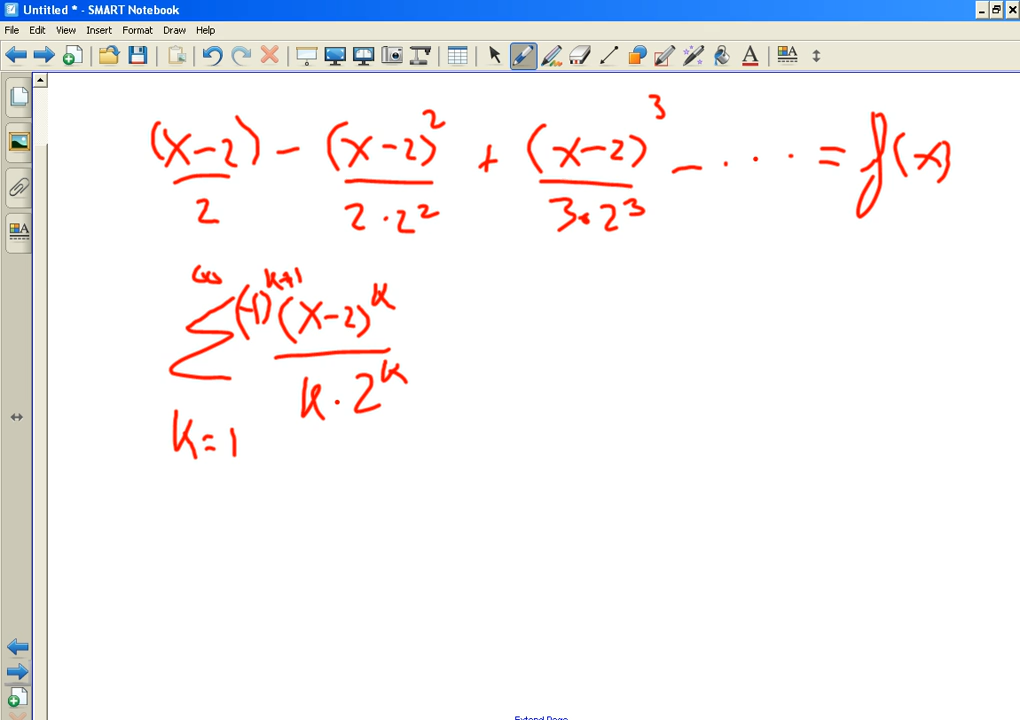 Untitled * - SMART Notebook
File Edit View Insert Format Draw Help
(x-2)/2 - (x-2)²/(2·2²) + (x-2)³/(3·2³) - .... = f(x)
∞
Σ (-1)^(k+1) (x-2)^k/(k·2^k)
k=1
Extend Page